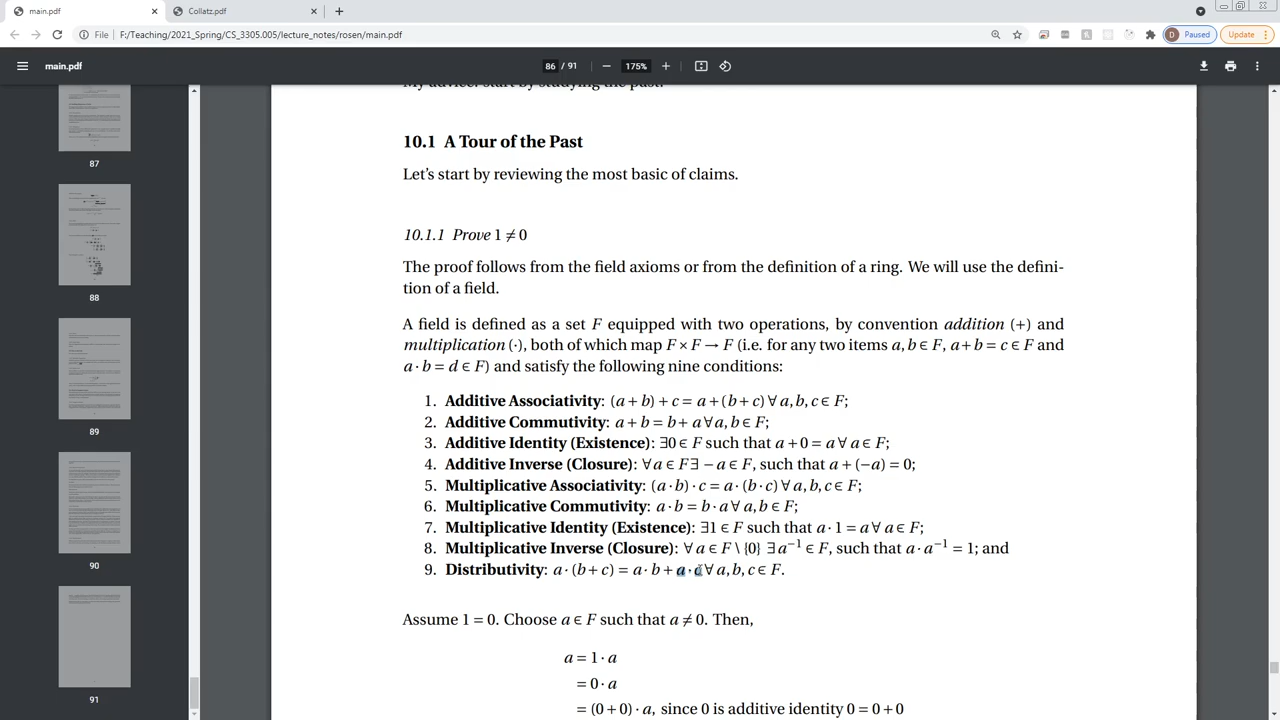 main.pdf
Collatz.pdf
File
F:/Teaching/2021_Spring/CS_3305.005/lecture_notes/rosen/main.pdf
D
Paused
Update
main.pdf
86 / 91
175%
My advice: start by studying the past.
87
88
89
90
91
10.1 A Tour of the Past
Let's start by reviewing the most basic of claims.
10.1.1 Prove 1 ≠ 0
The proof follows from the field axioms or from the definition of a ring. We will use the defini-
tion of a field.
A field is defined as a set F equipped with two operations, by convention addition (+) and
multiplication (·), both of which map F × F → F (i.e. for any two items a, b ∈ F, a + b = c ∈ F and
a · b = d ∈ F) and satisfy the following nine conditions:
1. Additive Associativity: (a + b) + c = a + (b + c) ∀ a, b, c ∈ F;
2. Additive Commutivity: a + b = b + a ∀ a, b ∈ F;
3. Additive Identity (Existence): ∃0 ∈ F such that a + 0 = a ∀ a ∈ F;
4. Additive Inverse (Closure): ∀ a ∈ F ∃ − a ∈ F, such that a + (−a) = 0;
5. Multiplicative Associativity: (a · b) · c = a · (b · c) ∀ a, b, c ∈ F;
6. Multiplicative Commutivity: a · b = b · a ∀ a, b ∈ F;
7. Multiplicative Identity (Existence): ∃1 ∈ F such that a · 1 = a ∀ a ∈ F;
8. Multiplicative Inverse (Closure): ∀ a ∈ F \ {0} ∃ a⁻¹ ∈ F, such that a · a⁻¹ = 1; and
9. Distributivity: a · (b + c) = a · b + a · c ∀ a, b, c ∈ F.
Assume 1 = 0. Choose a ∈ F such that a ≠ 0. Then,
a = 1 · a
= 0 · a
= (0 + 0) · a, since 0 is additive identity 0 = 0 + 0